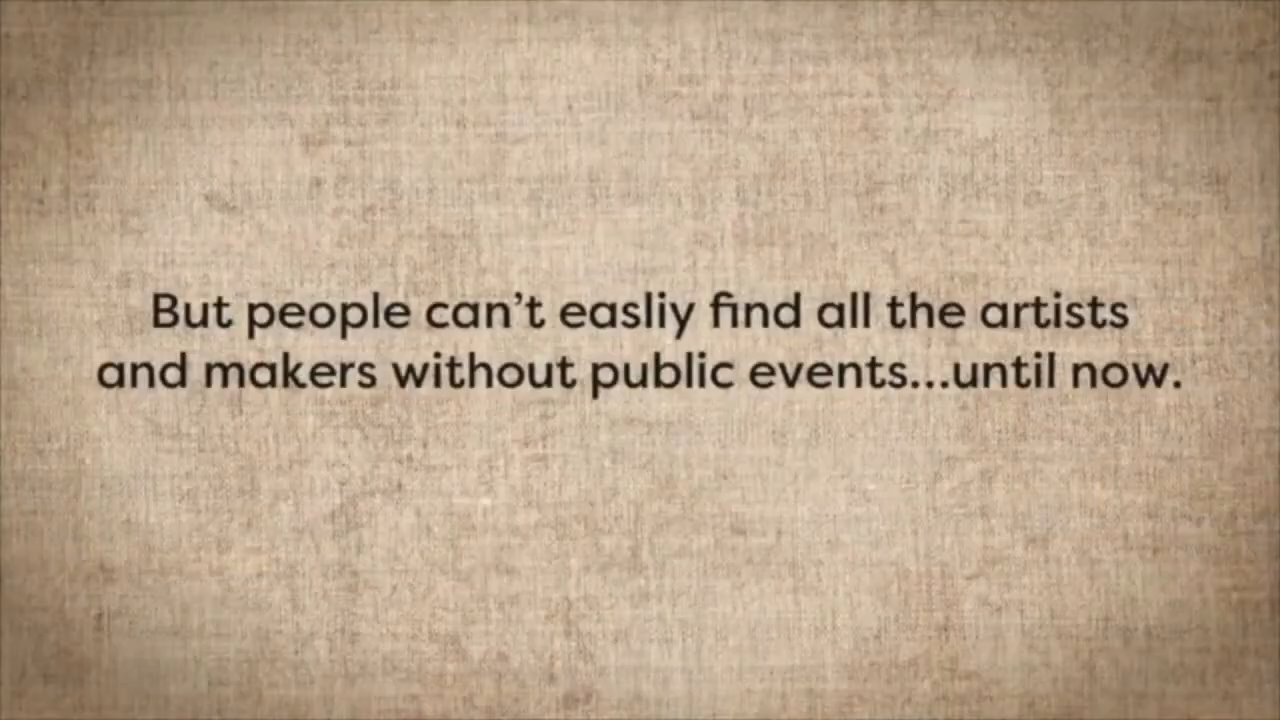 But people can’t easliy find all the artists
and makers without public events...until now.